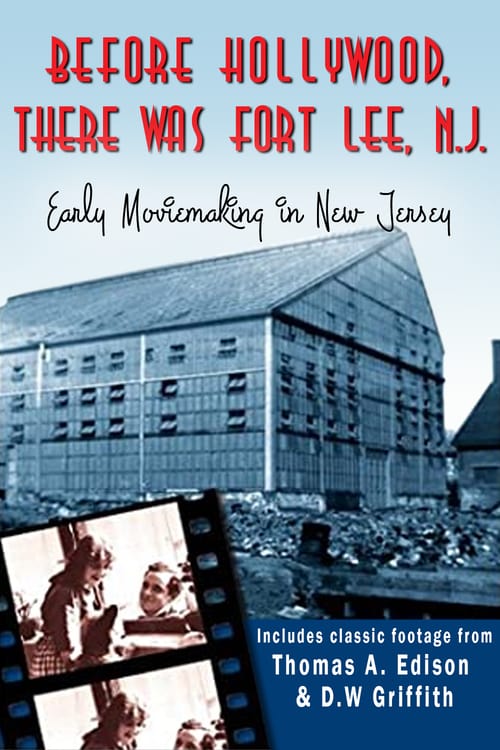 BEFORE HOLLYWOOD,
THERE WAS FORT LEE, N.J.
Early Moviemaking in New Jersey
Includes classic footage from
Thomas A. Edison
& D.W Griffith